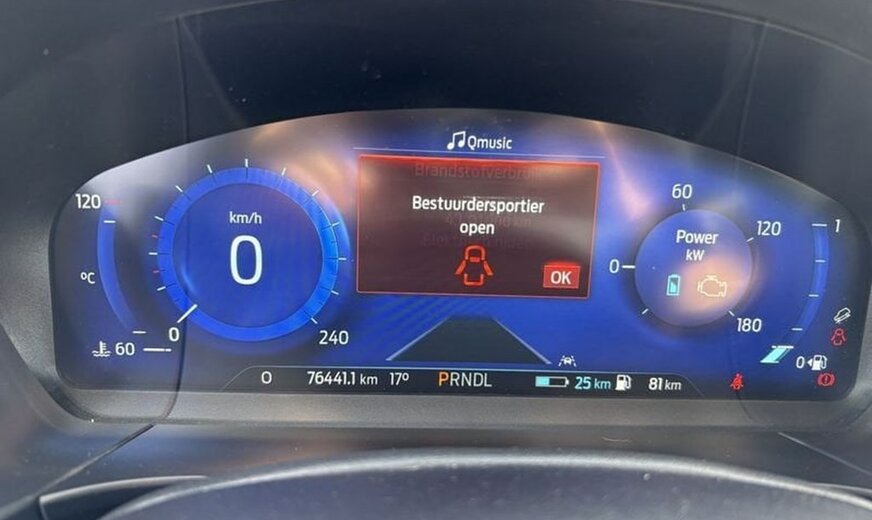 Qmusic
Brandstofverbruik
Bestuurdersportier
open
OK
120
°C
60
km/h
0
0
240
60
0
120
180
Power
kW
1
0
O 76441.1 km 17° PRNDL 25 km 81 km